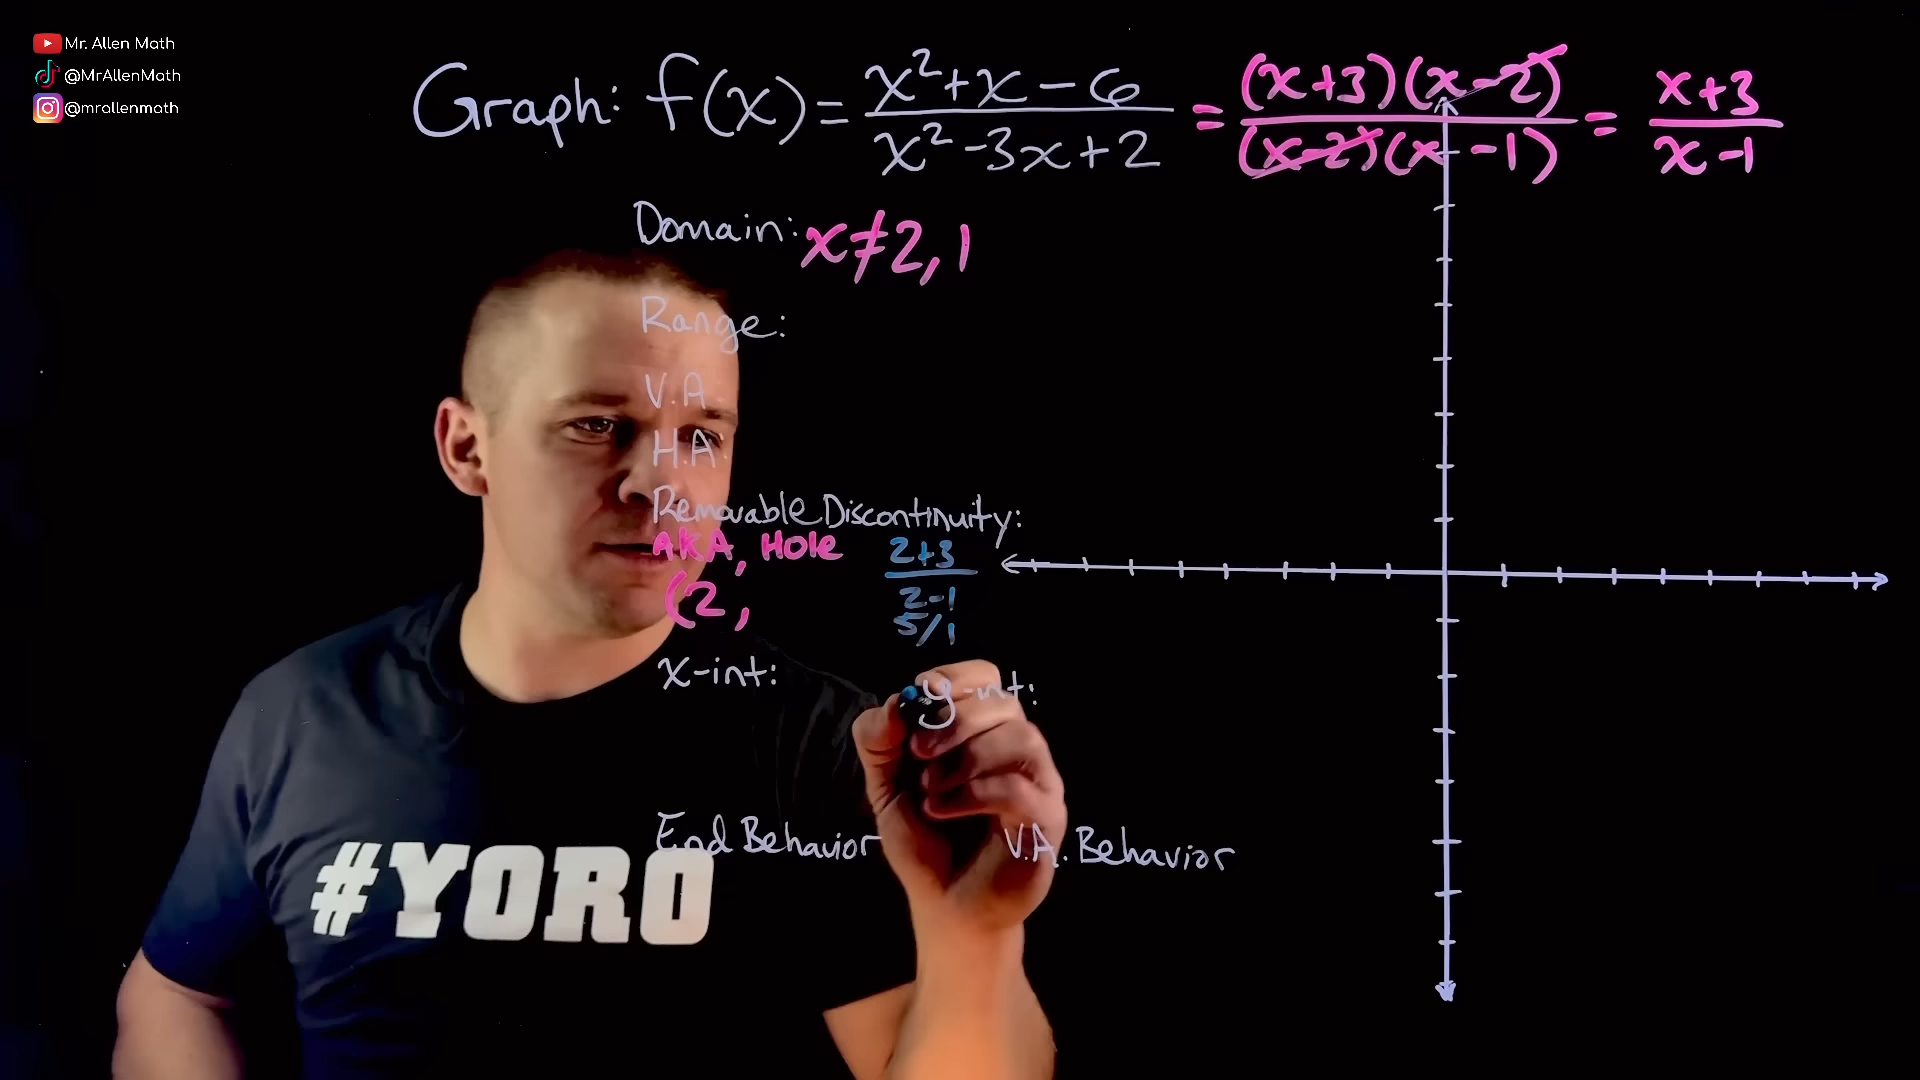 Mr. Allen Math
@MrAllenMath
@mrallenmath
Graph: f(x) = (x²+x-6)/(x²-3x+2) = ((x+3)(x-2))/((x-2)(x-1)) = (x+3)/(x-1)
Domain: x≠2, 1
Range:
V.A
H.A:
Removable Discontinuity:
AKA, Hole
(2,
2+3
2-1
5/1
x-int:
y-int:
End Behavior
V.A. Behavior
#YORO